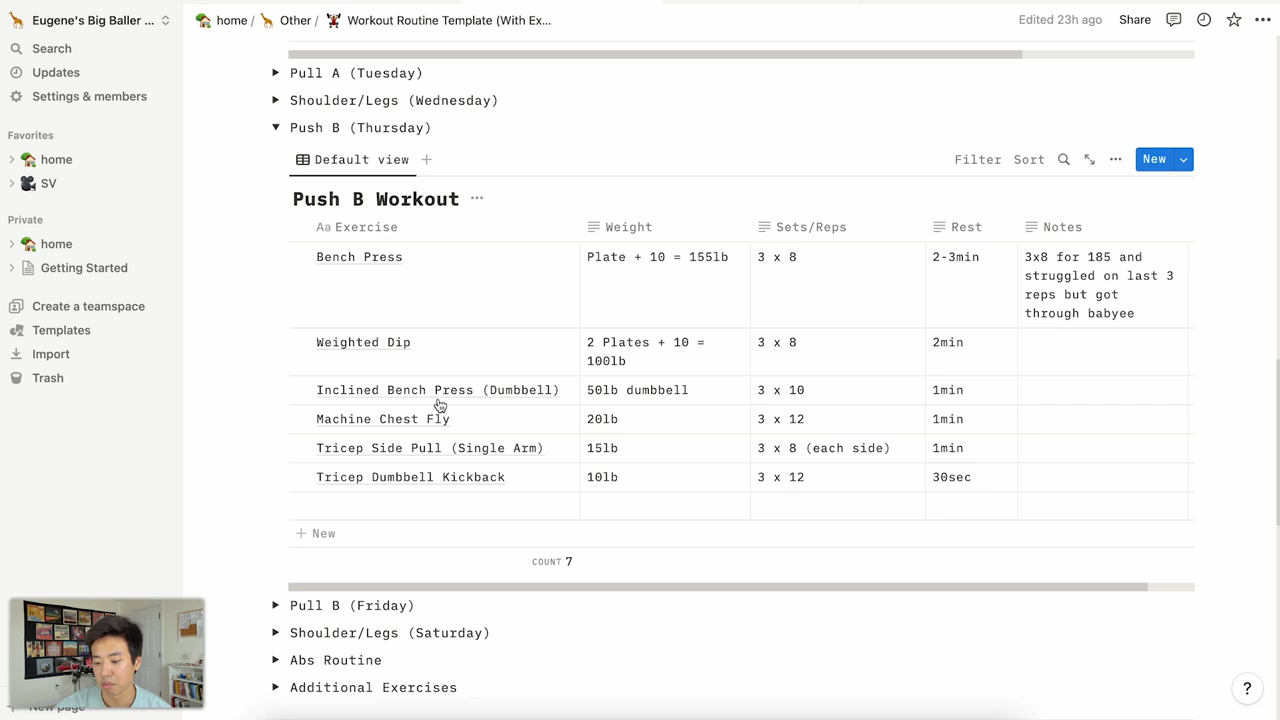 Eugene's Big Baller ...
home / Other / Workout Routine Template (With Ex...
Edited 23h ago
Share
Search
Updates
Settings & members
Favorites
home
SV
Private
home
Getting Started
Create a teamspace
Templates
Import
Trash
New page
Pull A (Tuesday)
Shoulder/Legs (Wednesday)
Push B (Thursday)
Default view
Filter Sort
New
Push B Workout ...
Aa Exercise Weight Sets/Reps Rest Notes
Bench Press Plate + 10 = 155lb 3 x 8 2-3min 3x8 for 185 and
struggled on last 3
reps but got
through babyee
Weighted Dip 2 Plates + 10 = 3 x 8 2min
100lb
Inclined Bench Press (Dumbbell) 50lb dumbbell 3 x 10 1min
Machine Chest Fly 20lb 3 x 12 1min
Tricep Side Pull (Single Arm) 15lb 3 x 8 (each side) 1min
Tricep Dumbbell Kickback 10lb 3 x 12 30sec
+ New
COUNT 7
Pull B (Friday)
Shoulder/Legs (Saturday)
Abs Routine
Additional Exercises
?